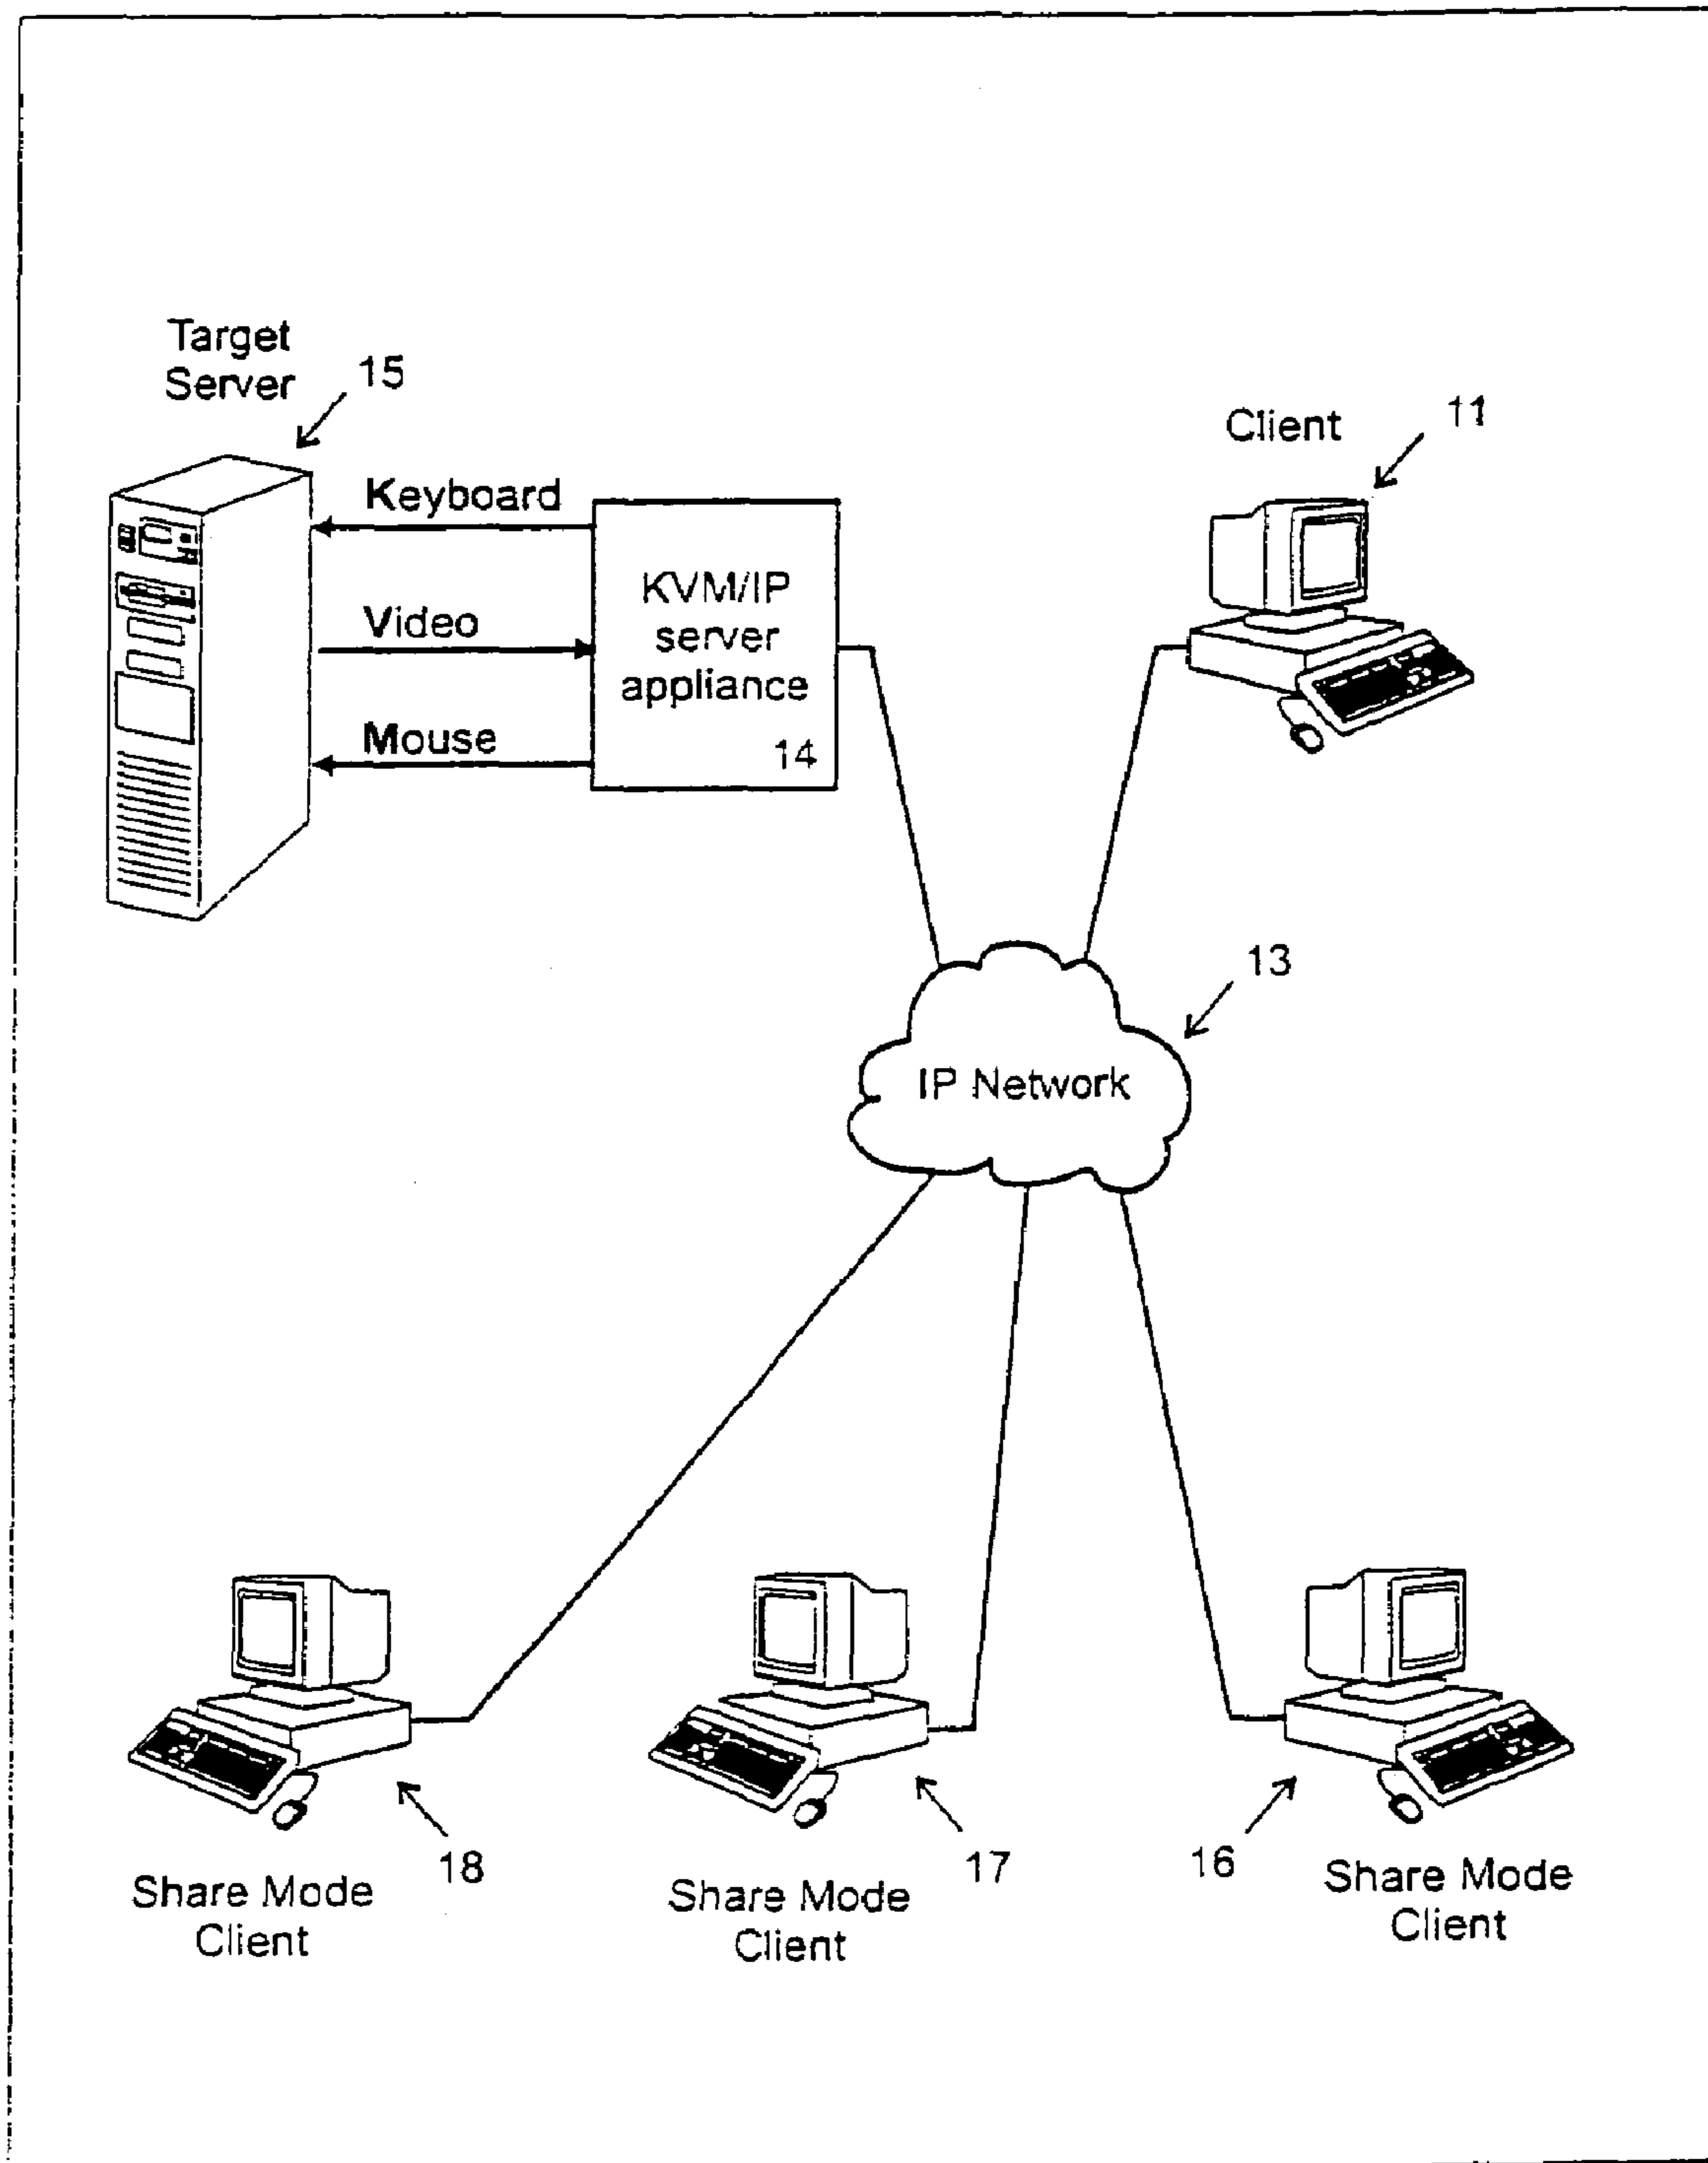 Target
Server
15
Client
11
Keyboard
Video
Mouse
KVM/IP
server
appliance
14
13
IP Network
18
Share Mode
Client
17
Share Mode
Client
16
Share Mode
Client